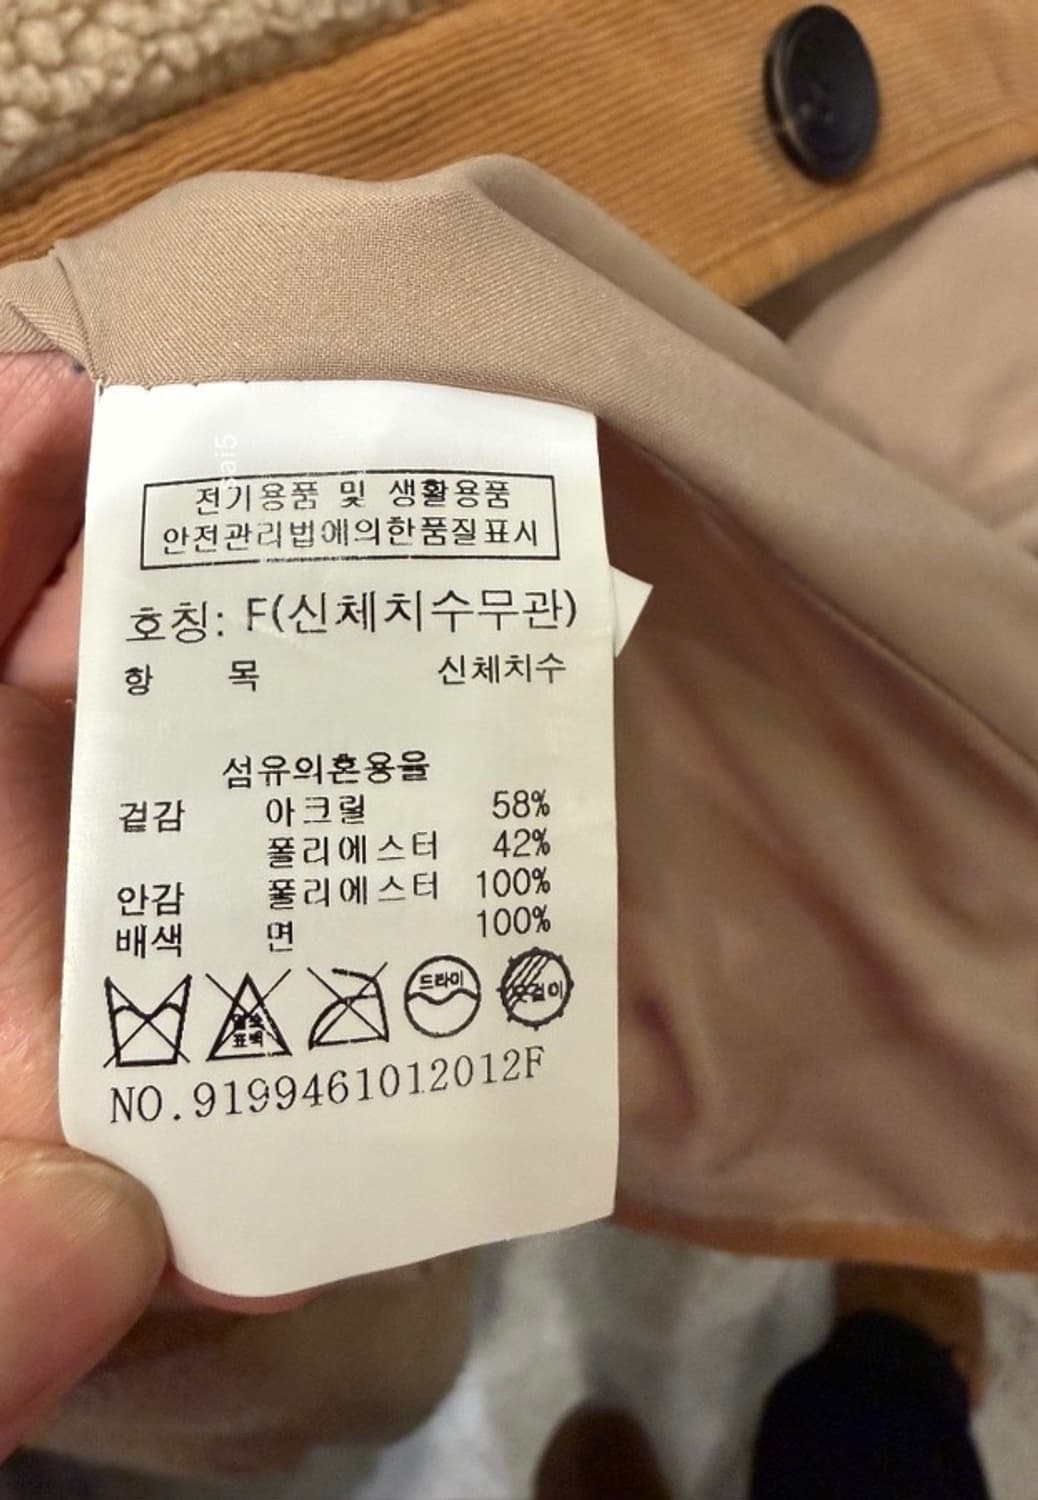 전기용품 및 생활용품
안전관리법에의한품질표시
호칭: F(신체치수무관)
항 목 신체치수
섬유의혼용율
겉감 아크릴 58%
폴리에스터 42%
안감 폴리에스터 100%
배색 면 100%
드라이
옷걸이
NO.9199461012012F